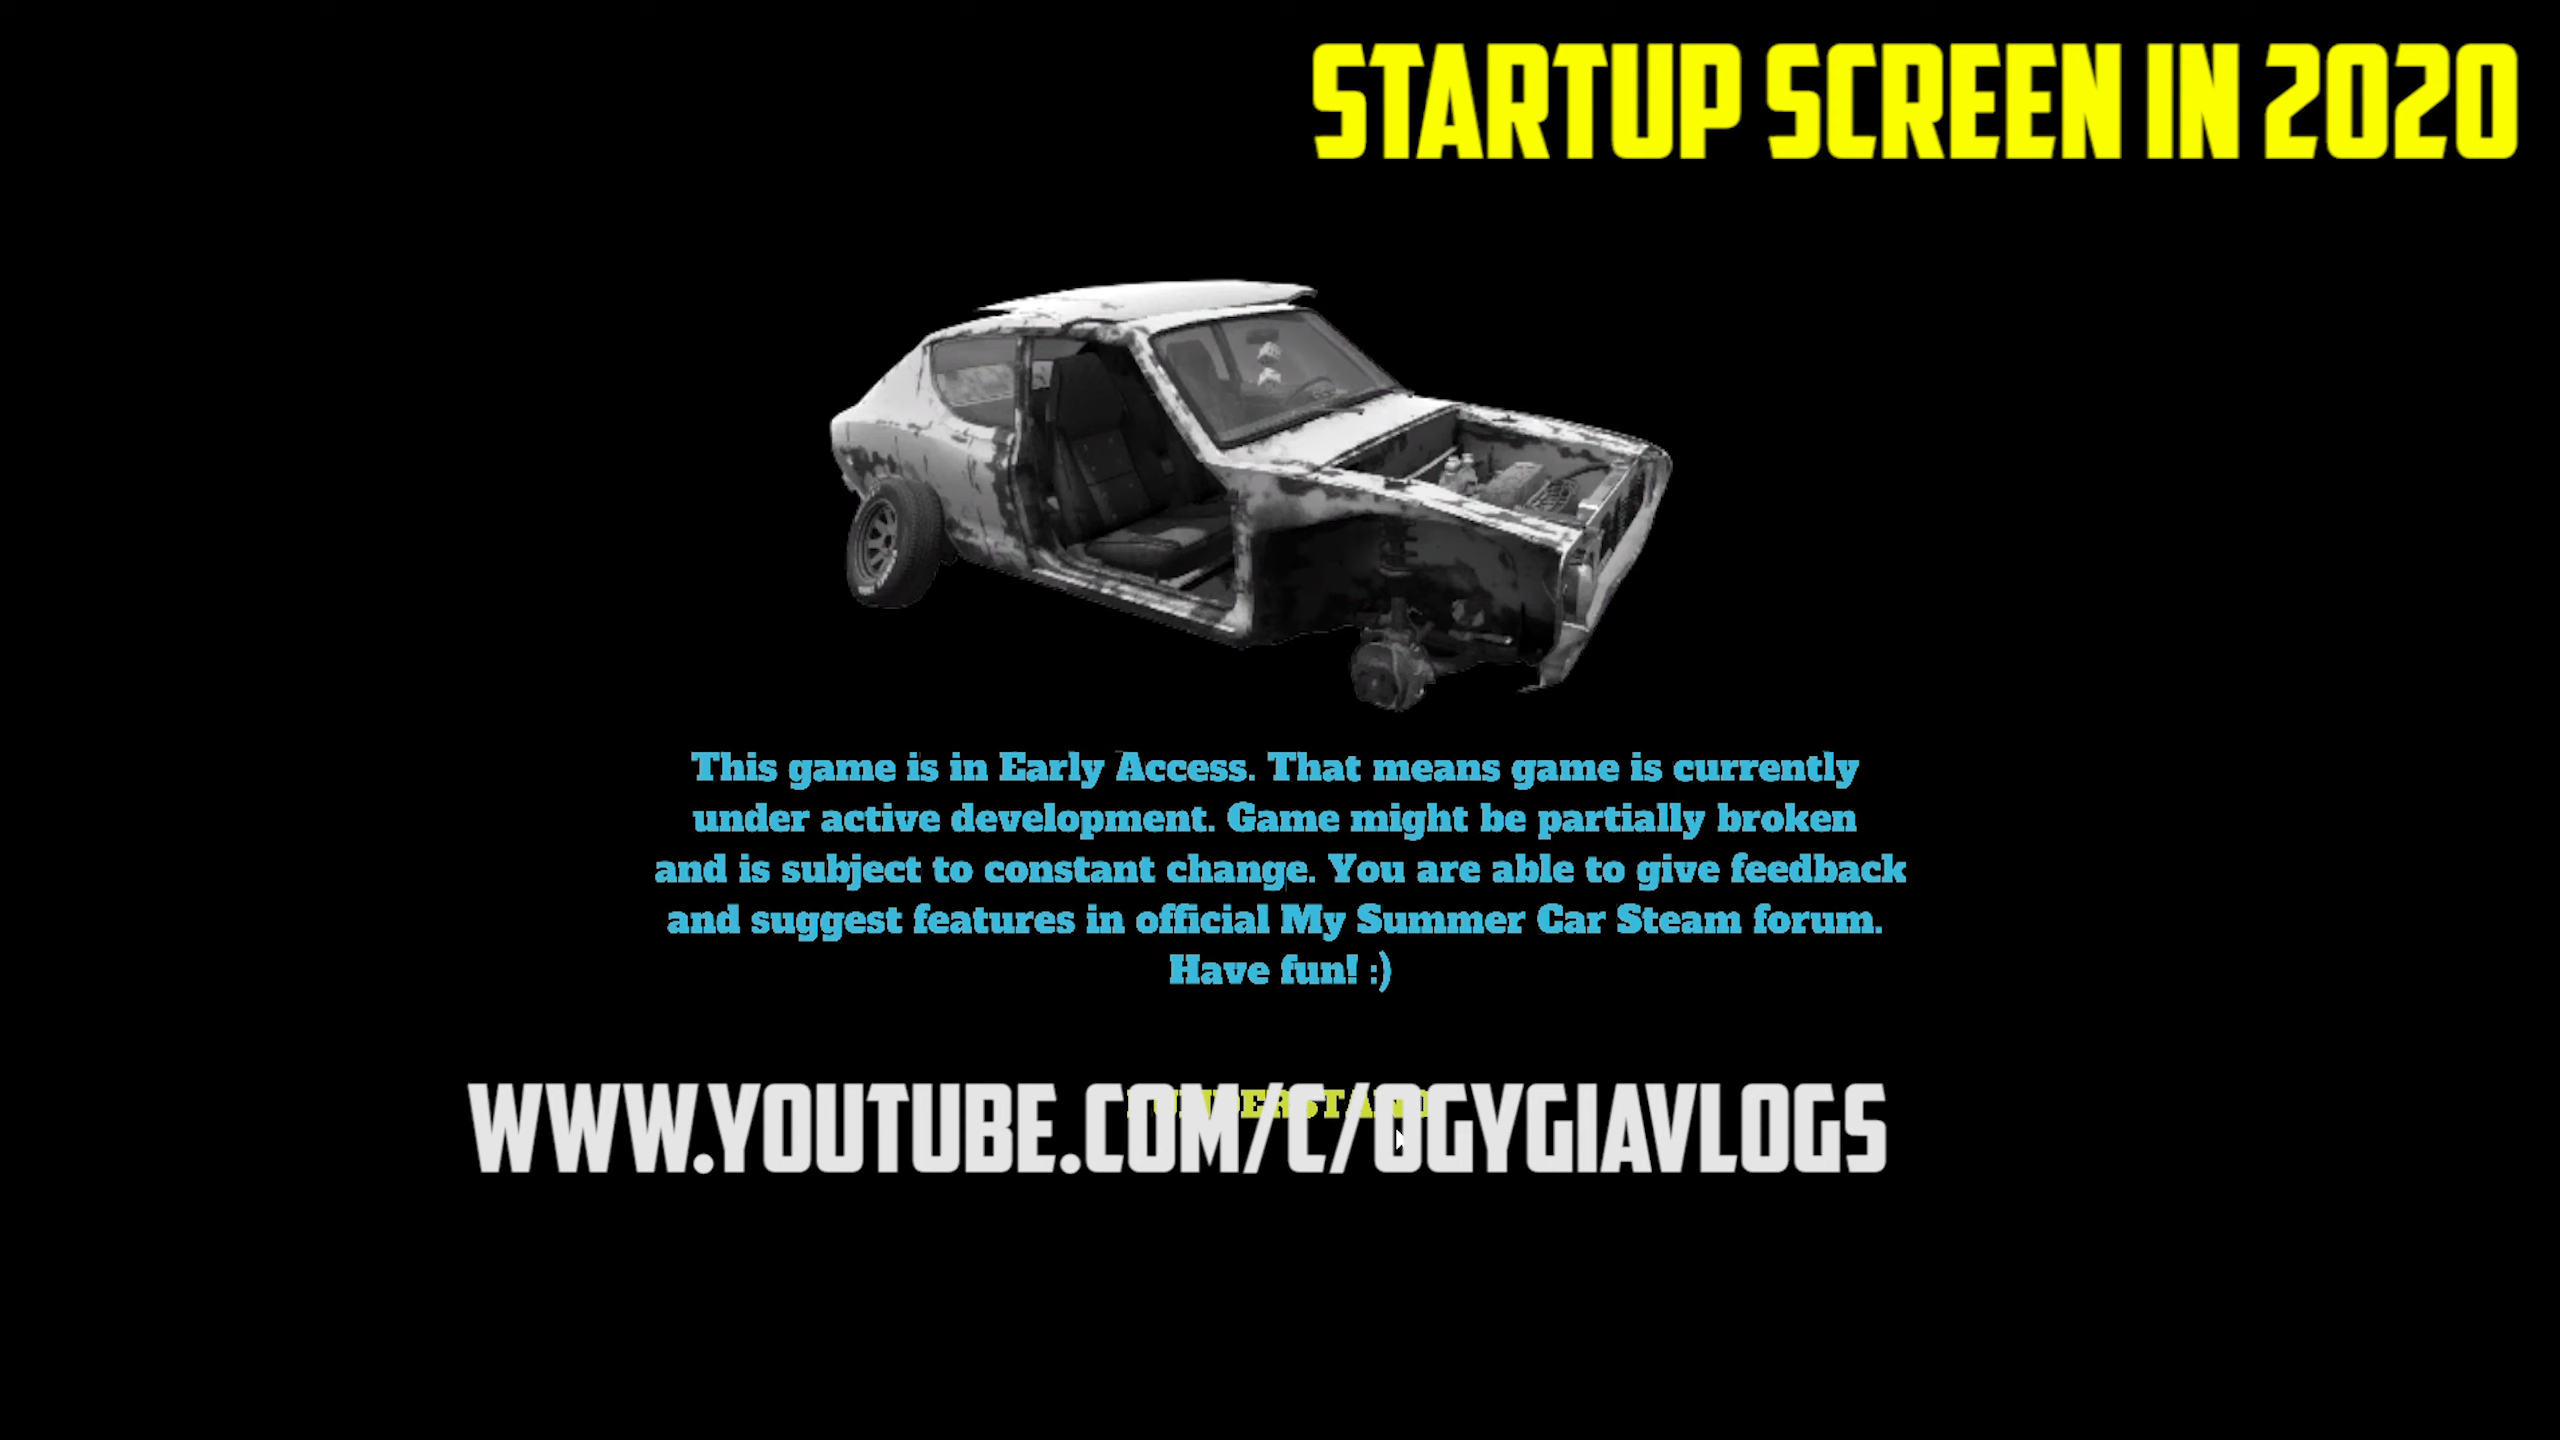 STARTUP SCREEN IN 2020
This game is in Early Access. That means game is currently
under active development. Game might be partially broken
and is subject to constant change. You are able to give feedback
and suggest features in official My Summer Car Steam forum.
Have fun! :)
I UNDERSTAND
WWW.YOUTUBE.COM/C/OGYGIAVLOGS